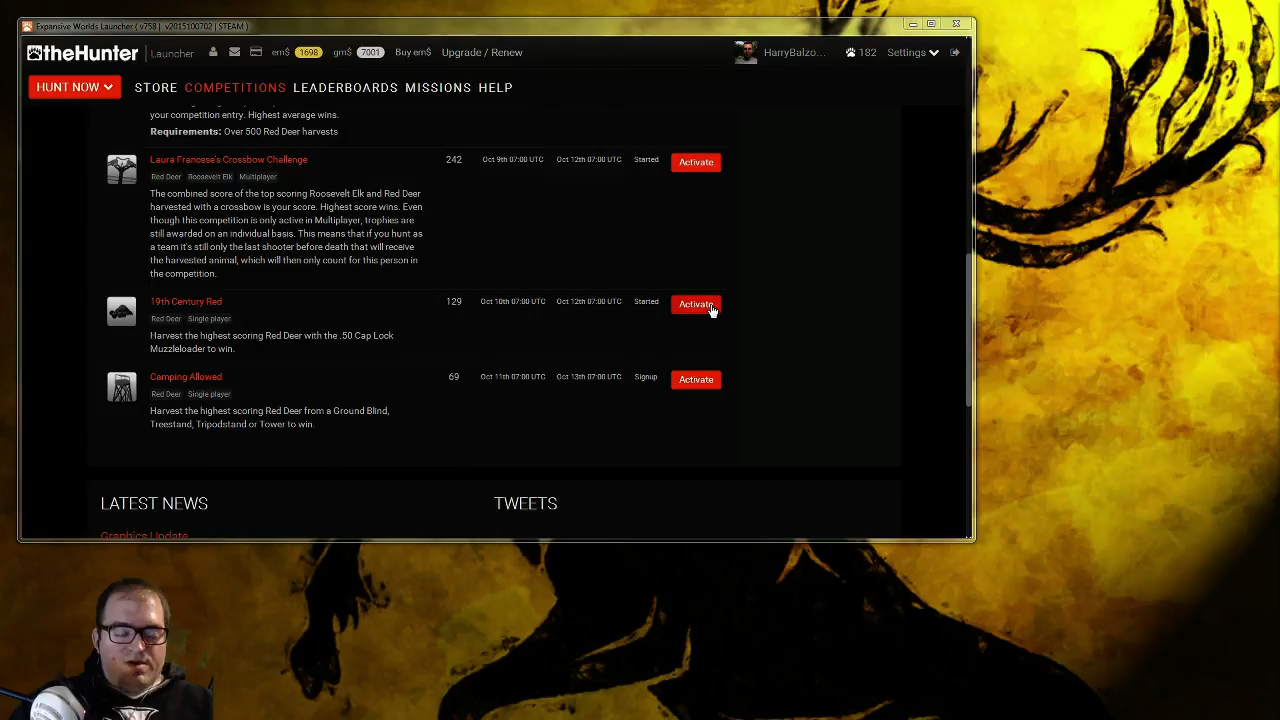 Expansive Worlds Launcher ( v758 | v2015100702 | STEAM )
theHunter | Launcher em$ 1698 gm$ 7001 Buy em$ Upgrade / Renew HarryBalzo... 182 Settings
HUNT NOW STORE COMPETITIONS LEADERBOARDS MISSIONS HELP
your competition entry. Highest average wins.
Requirements: Over 500 Red Deer harvests
Laura Francese's Crossbow Challenge 242 Oct 9th 07:00 UTC Oct 12th 07:00 UTC Started Activate
Red Deer Roosevelt Elk Multiplayer
The combined score of the top scoring Roosevelt Elk and Red Deer
harvested with a crossbow is your score. Highest score wins. Even
though this competition is only active in Multiplayer, trophies are
still awarded on an individual basis. This means that if you hunt as
a team it's still only the last shooter before death that will receive
the harvested animal, which will then only count for this person in
the competition.
19th Century Red 129 Oct 10th 07:00 UTC Oct 12th 07:00 UTC Started Activate
Red Deer Single player
Harvest the highest scoring Red Deer with the .50 Cap Lock
Muzzleloader to win.
Camping Allowed 69 Oct 11th 07:00 UTC Oct 13th 07:00 UTC Signup Activate
Red Deer Single player
Harvest the highest scoring Red Deer from a Ground Blind,
Treestand, Tripodstand or Tower to win.
LATEST NEWS TWEETS
Graphics Update